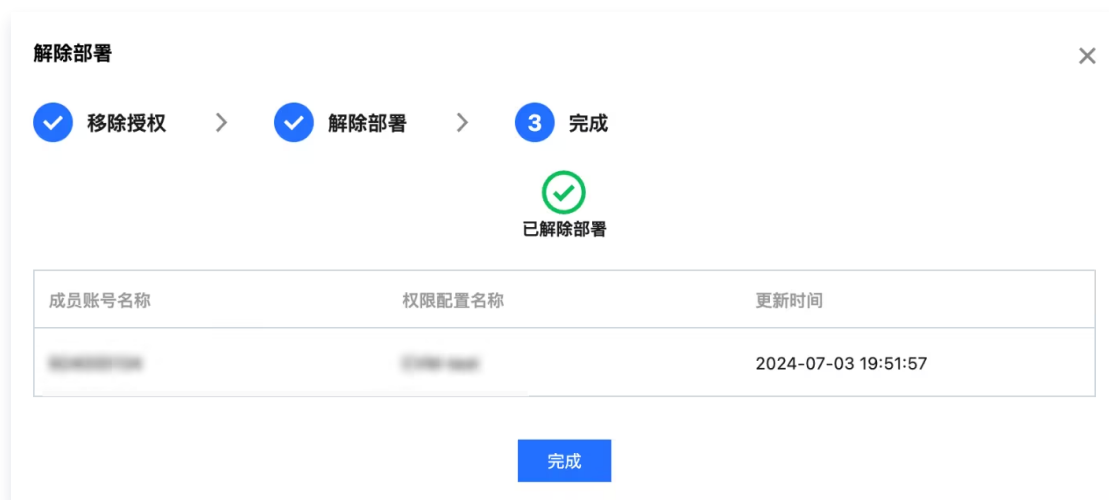 解除部署
移除授权 解除部署 3 完成
已解除部署
成员账号名称 权限配置名称 更新时间
2024-07-03 19:51:57
完成